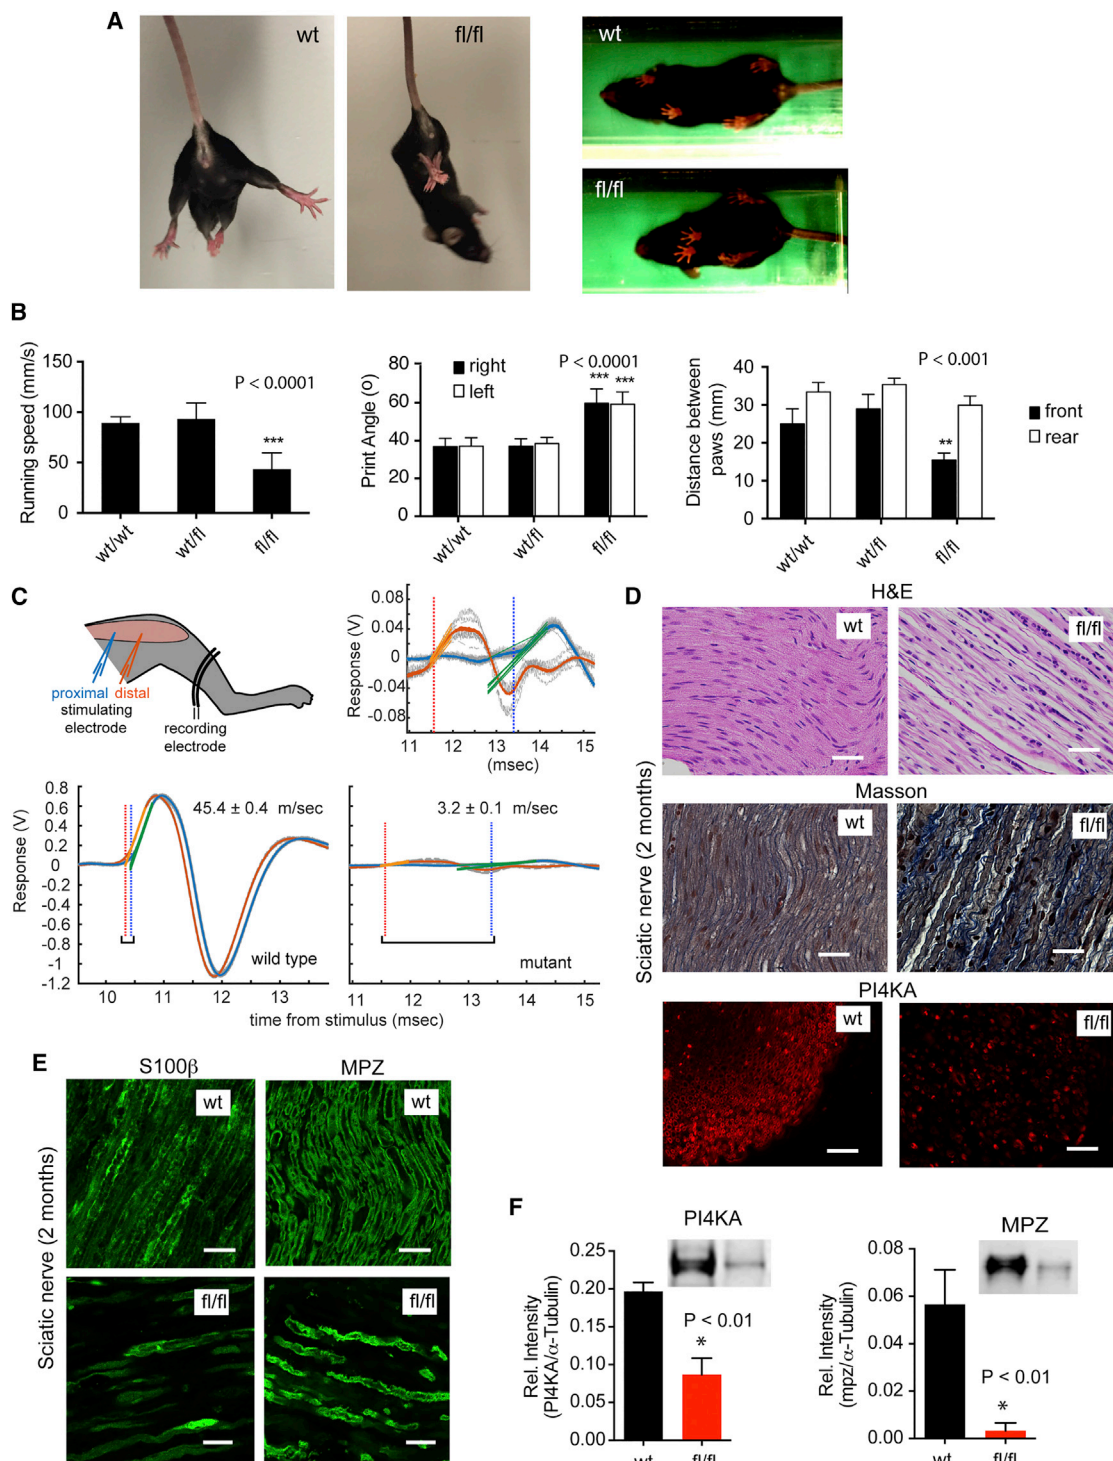 A
wt
fl/fl
wt
fl/fl
B
Running speed (mm/s)
150
100
50
0
P < 0.0001
***
wt/wt
wt/fl
fl/fl
Print Angle (º)
80
60
40
20
0
right
left
P < 0.0001
*** ***
wt/wt
wt/fl
fl/fl
Distance between
paws (mm)
40
30
20
10
0
P < 0.001
**
front
rear
wt/wt
wt/fl
fl/fl
C
proximal distal
stimulating
electrode
recording
electrode
Response (V)
0.08
0.04
0
-0.04
-0.08
11 12 13 14 15
(msec)
Response (V)
0.8
0.6
0.4
0.2
0
-0.2
-0.4
-0.6
-0.8
-1
-1.2
45.4 ± 0.4 m/sec
wild type
10 11 12 13
3.2 ± 0.1 m/sec
mutant
11 12 13 14 15
time from stimulus (msec)
D
H&E
wt
fl/fl
Masson
wt
fl/fl
PI4KA
wt
fl/fl
Sciatic nerve (2 months)
E
S100β
MPZ
wt
wt
fl/fl
fl/fl
Sciatic nerve (2 months)
F
PI4KA
Rel. Intensity
(PI4KA/α-Tubulin)
0.25
0.20
0.15
0.10
0.05
0.00
P < 0.01
*
wt
fl/fl
MPZ
Rel. Intensity
(mpz/α-Tubulin)
0.08
0.06
0.04
0.02
0.00
P < 0.01
*
wt
fl/fl